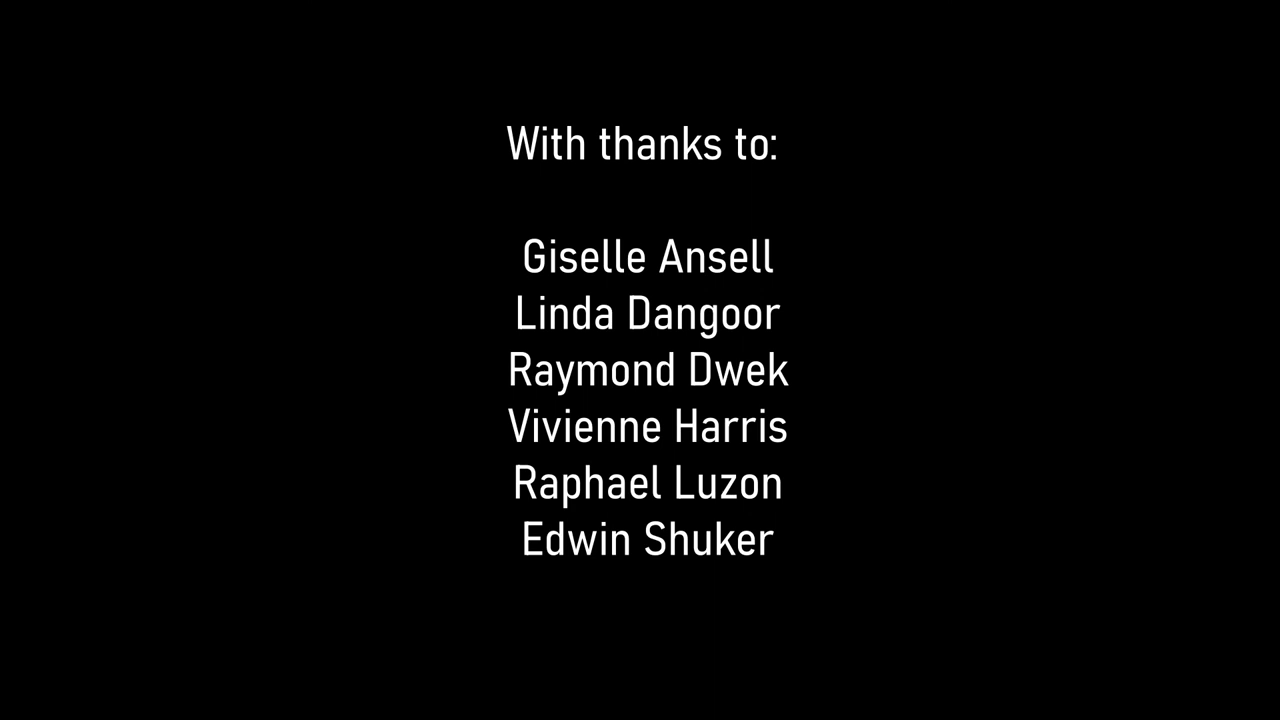 With thanks to:
Giselle Ansell
Linda Dangoor
Raymond Dwek
Vivienne Harris
Raphael Luzon
Edwin Shuker